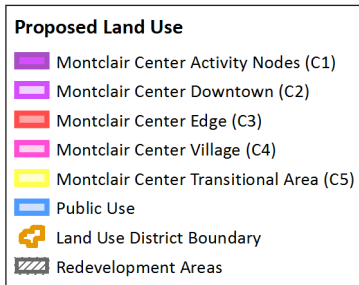 Proposed Land Use
Montclair Center Activity Nodes (C1)
Montclair Center Downtown (C2)
Montclair Center Edge (C3)
Montclair Center Village (C4)
Montclair Center Transitional Area (C5)
Public Use
Land Use District Boundary
Redevelopment Areas